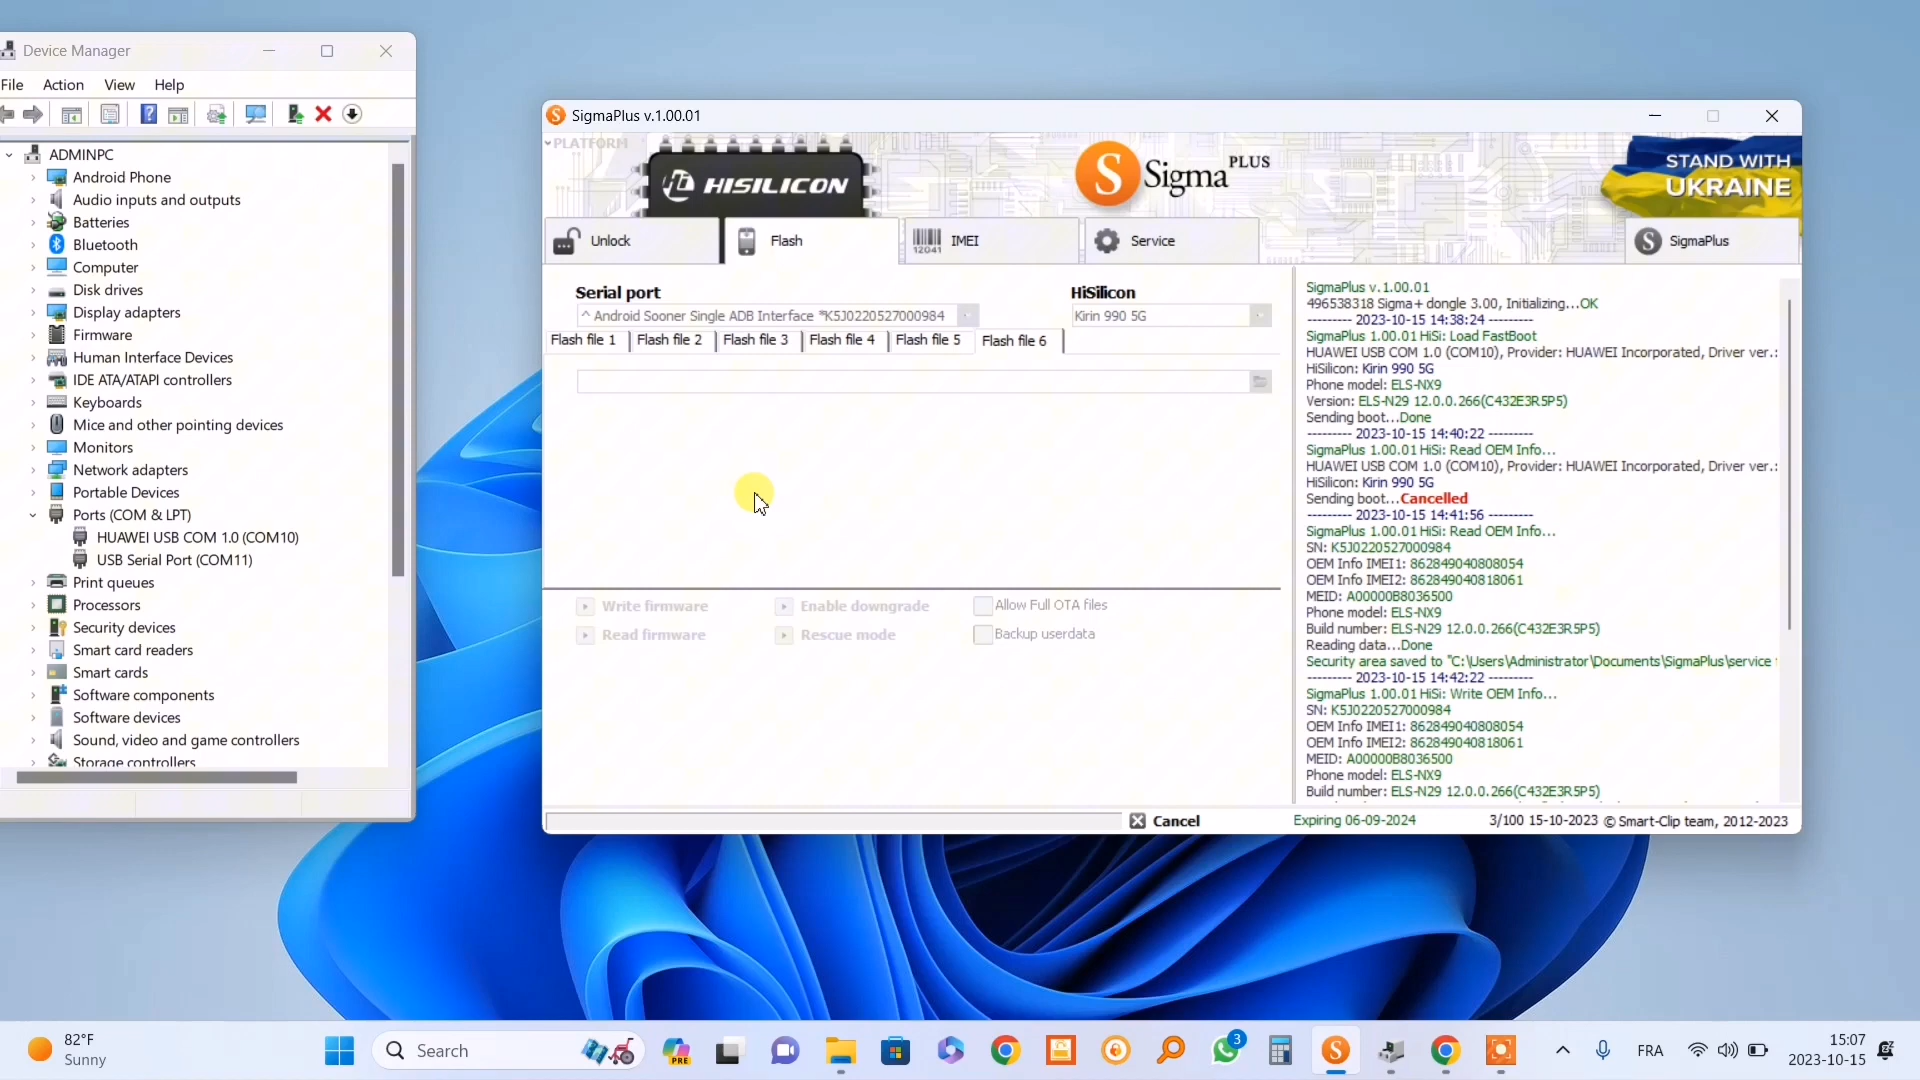 Device Manager
File Action View Help
ADMINPC
Android Phone
Audio inputs and outputs
Batteries
Bluetooth
Computer
Disk drives
Display adapters
Firmware
Human Interface Devices
IDE ATA/ATAPI controllers
Keyboards
Mice and other pointing devices
Monitors
Network adapters
Portable Devices
Ports (COM & LPT)
HUAWEI USB COM 1.0 (COM10)
USB Serial Port (COM11)
Print queues
Processors
Security devices
Smart card readers
Smart cards
Software components
Software devices
Sound, video and game controllers
Storage controllers
SigmaPlus v.1.00.01
PLATFORM
HISILICON
S Sigma PLUS
STAND WITH
UKRAINE
Unlock
Flash
12041
IMEI
Service
SigmaPlus
Serial port
HiSilicon
^ Android Sooner Single ADB Interface *K5J0220527000984
Kirin 990 5G
Flash file 1 Flash file 2 Flash file 3 Flash file 4 Flash file 5 Flash file 6
Write firmware Enable downgrade Allow Full OTA files
Read firmware Rescue mode Backup userdata
SigmaPlus v.1.00.01
496538318 Sigma+ dongle 3.00, Initializing...OK
--------- 2023-10-15 14:38:24 ---------
SigmaPlus 1.00.01 HiSi: Load FastBoot
HUAWEI USB COM 1.0 (COM10), Provider: HUAWEI Incorporated, Driver ver.:
HiSilicon: Kirin 990 5G
Phone model: ELS-NX9
Version: ELS-N29 12.0.0.266(C432E3R5P5)
Sending boot...Done
--------- 2023-10-15 14:40:22 ---------
SigmaPlus 1.00.01 HiSi: Read OEM Info...
HUAWEI USB COM 1.0 (COM10), Provider: HUAWEI Incorporated, Driver ver.:
HiSilicon: Kirin 990 5G
Sending boot...Cancelled
--------- 2023-10-15 14:41:56 ---------
SigmaPlus 1.00.01 HiSi: Read OEM Info...
SN: K5J0220527000984
OEM Info IMEI1: 862849040808054
OEM Info IMEI2: 862849040818061
MEID: A00000B8036500
Phone model: ELS-NX9
Build number: ELS-N29 12.0.0.266(C432E3R5P5)
Reading data...Done
Security area saved to "C:\Users\Administrator\Documents\SigmaPlus\service
--------- 2023-10-15 14:42:22 ---------
SigmaPlus 1.00.01 HiSi: Write OEM Info...
SN: K5J0220527000984
OEM Info IMEI1: 862849040808054
OEM Info IMEI2: 862849040818061
MEID: A00000B8036500
Phone model: ELS-NX9
Build number: ELS-N29 12.0.0.266(C432E3R5P5)
Cancel
Expiring 06-09-2024
3/100 15-10-2023 © Smart-Clip team, 2012-2023
82°F
Sunny
Search
PRE
3
FRA
15:07
2023-10-15